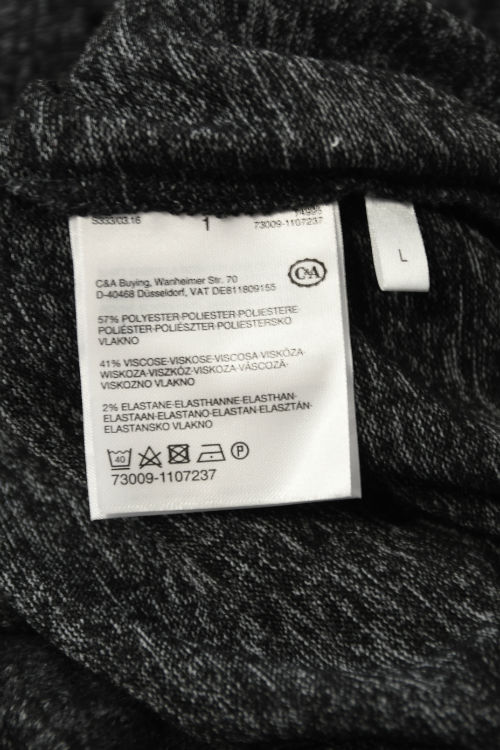 S333/03.16
1
73009-1107237
C&A
L
C&A Buying, Wanheimer Str. 70
D-40468 Düsseldorf, VAT DE811809155
57% POLYESTER-POLIESTER-POLIESTERE-
POLIÉSTER-POLIÉSZTER-POLIESTERSKO
VLAKNO
41% VISCOSE-VISKOSE-VISCOSA-VISKÓZA-
WISKOZA-VISZKÓZ-VISKOZA-VÁSCOZĂ-
VISKOZNO VLAKNO
2% ELASTANE-ELASTHANNE-ELASTHAN-
ELASTAAN-ELASTANO-ELASTAN-ELASZTÁN-
ELASTANSKO VLAKNO
40
P
73009-1107237